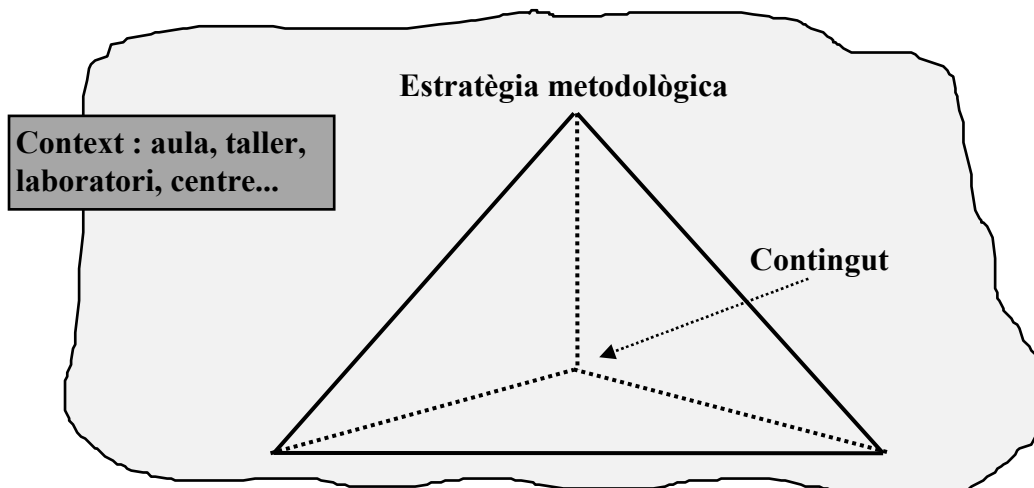 Estratègia metodològica
Context : aula, taller,
laboratori, centre...
Contingut